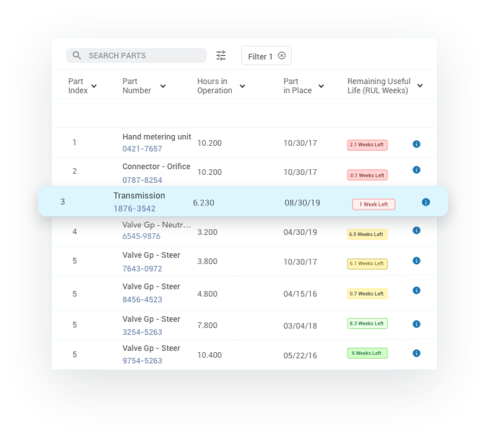 SEARCH PARTS
Filter 1
Part Index
Part Number
Hours in Operation
Part in Place
Remaining Useful Life (RUL Weeks)
1 Hand metering unit 0421-7657 10.200 10/30/17 2.1 Weeks Left
2 Connector - Orifice 0787-8254 10.200 10/30/17 0.1 Weeks Left
3 Transmission 1876-3542 6.230 08/30/19 1 Week Left
4 Valve Gp - Neutr... 6545-9876 3.200 04/30/19 6.5 Weeks Left
5 Valve Gp - Steer 7643-0972 3.800 10/30/17 6.1 Weeks Left
5 Valve Gp - Steer 8456-4523 4.800 04/15/16 0.7 Weeks Left
5 Valve Gp - Steer 3254-5263 7.800 03/04/18 8.3 Weeks Left
5 Valve Gp - Steer 9754-5263 10.400 05/22/16 6 Weeks Left